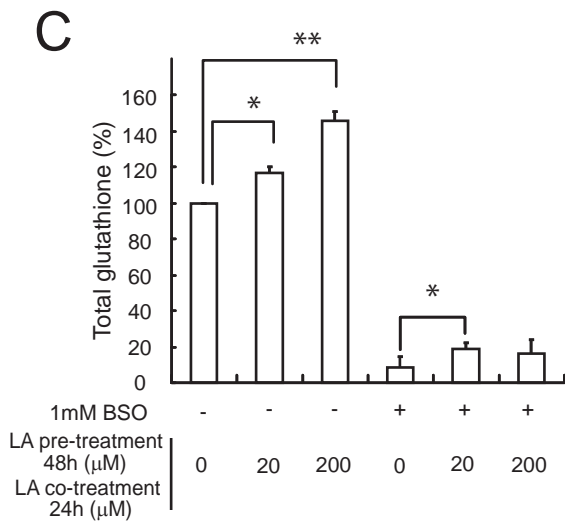 C
**
*
*
Total glutathione (%)
160
140
120
100
80
60
40
20
0
1mM BSO - - - + + +
LA pre-treatment
48h (μM)
0 20 200 0 20 200
LA co-treatment
24h (μM)